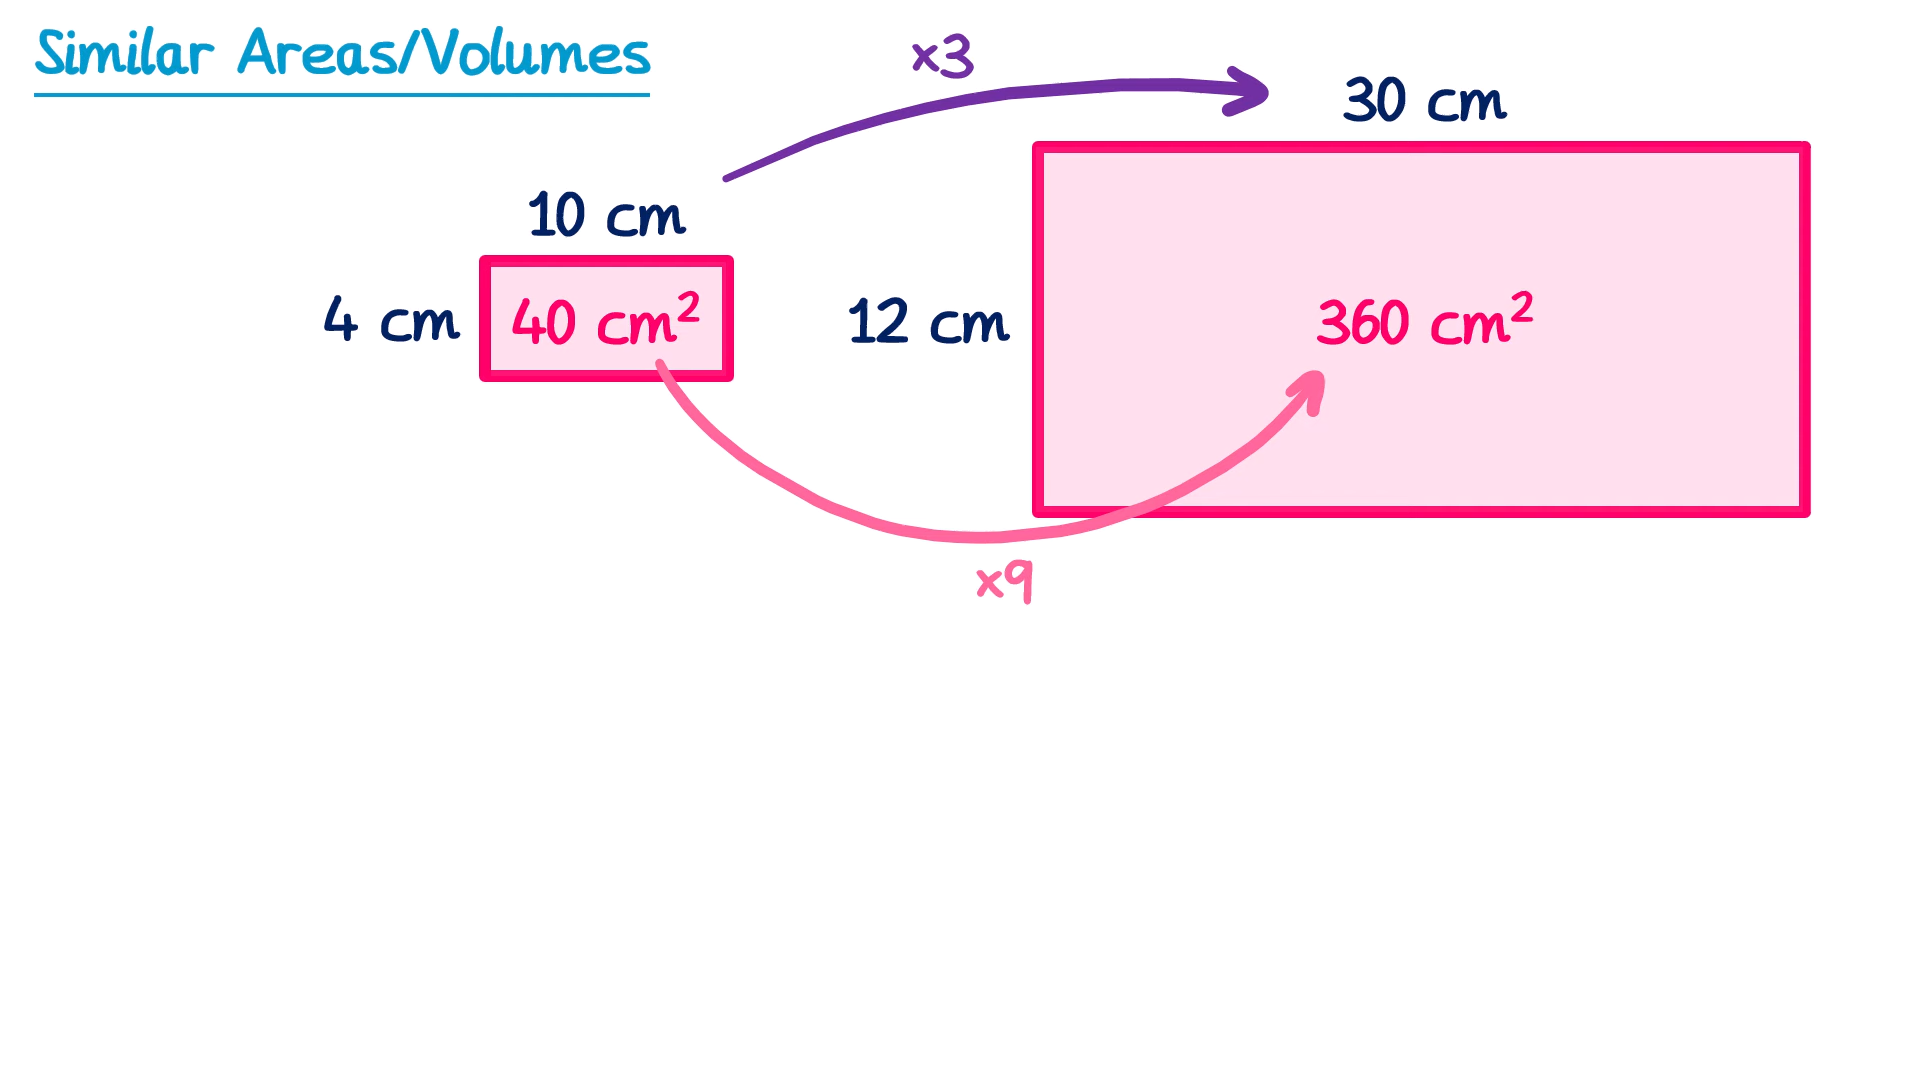 Similar Areas/Volumes
x3
30 cm
10 cm
4 cm
40 cm²
12 cm
360 cm²
x9